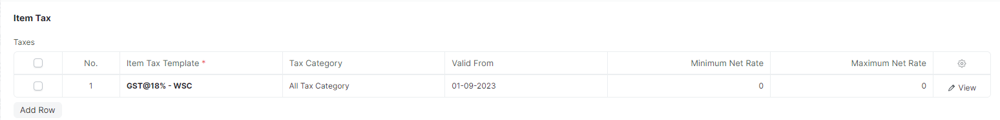 Item Tax
Taxes
No. Item Tax Template * Tax Category Valid From Minimum Net Rate Maximum Net Rate
1 GST@18% - WSC All Tax Category 01-09-2023 0 0 View
Add Row